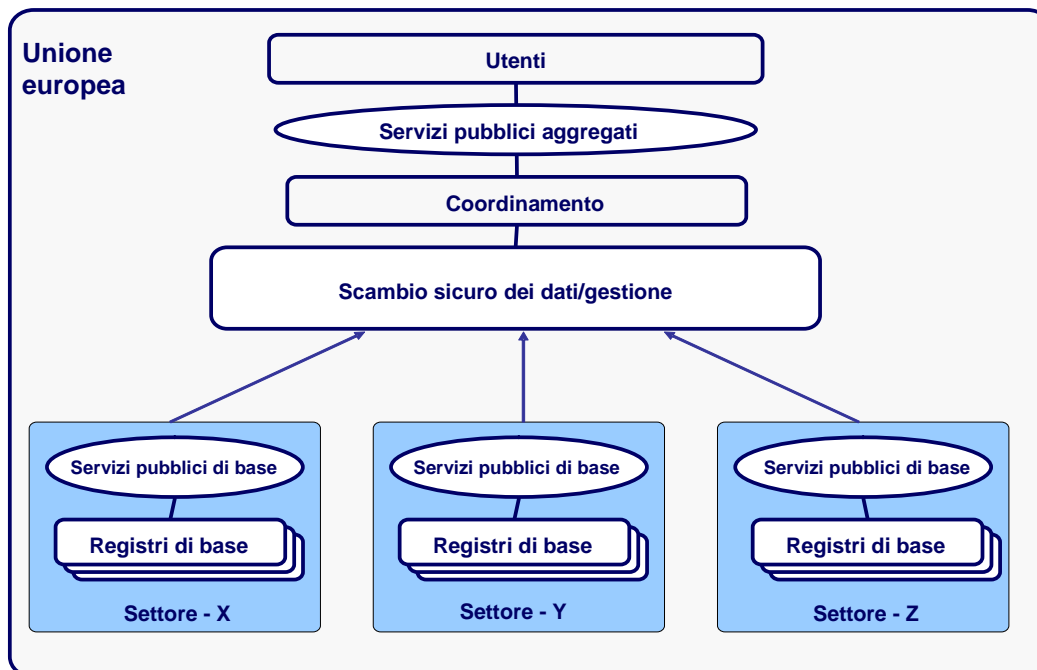 Unione
europea
Utenti
Servizi pubblici aggregati
Coordinamento
Scambio sicuro dei dati/gestione
Servizi pubblici di base
Registri di base
Settore - X
Servizi pubblici di base
Registri di base
Settore - Y
Servizi pubblici di base
Registri di base
Settore - Z